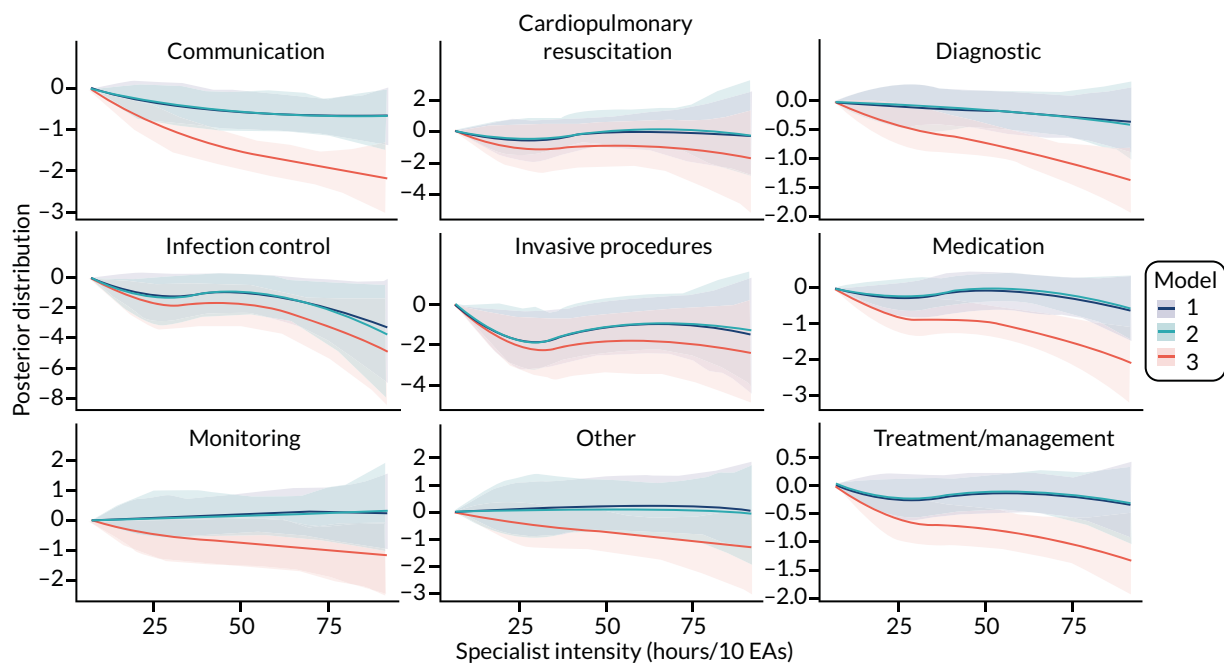 Cardiopulmonary
resuscitation
Communication
Diagnostic
0
−1
−2
−3
2
0
−2
−4
0.0
−0.5
−1.0
−1.5
−2.0
Infection control
Invasive procedures
Medication
0
−2
−4
−6
−8
0
−2
−4
0
−1
−2
−3
Posterior distribution
Model
1
2
3
Monitoring
Other
Treatment/management
2
1
0
−1
−2
2
1
0
−1
−2
−3
0.5
0.0
−0.5
−1.0
−1.5
−2.0
25 50 75
25 50 75
25 50 75
Specialist intensity (hours/10 EAs)